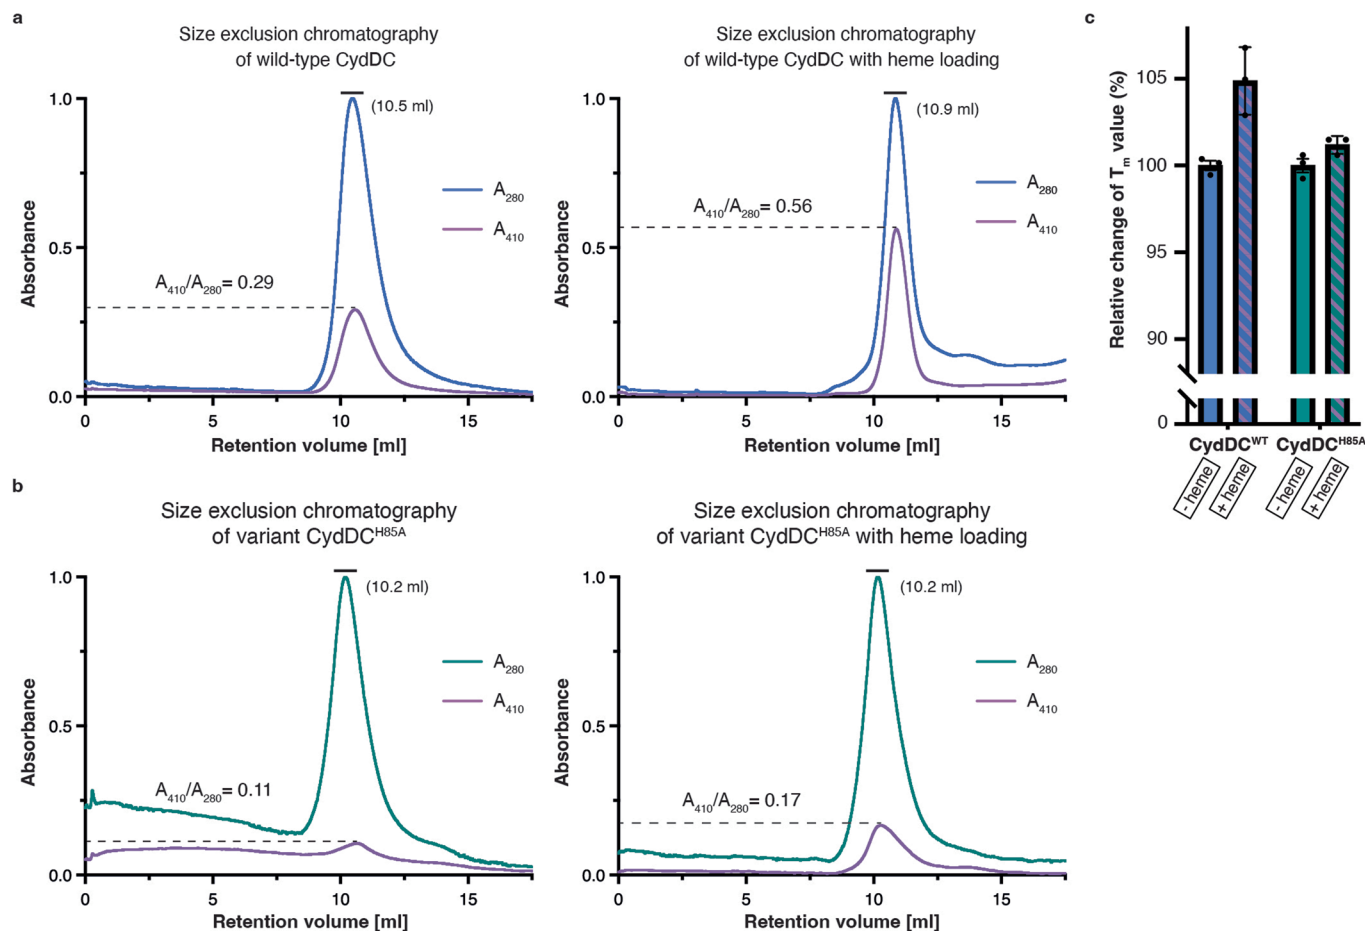 a
Size exclusion chromatography
of wild-type CydDC
1.0
0.5
0.0
Absorbance
0
5
10
15
Retention volume [ml]
(10.5 ml)
A280
A410
A410/A280= 0.29
Size exclusion chromatography
of wild-type CydDC with heme loading
1.0
0.5
0.0
Absorbance
0
5
10
15
Retention volume [ml]
(10.9 ml)
A280
A410
A410/A280= 0.56
b
Size exclusion chromatography
of variant CydDCH85A
1.0
0.5
0.0
Absorbance
0
5
10
15
Retention volume [ml]
(10.2 ml)
A280
A410
A410/A280= 0.11
Size exclusion chromatography
of variant CydDCH85A with heme loading
1.0
0.5
0.0
Absorbance
0
5
10
15
Retention volume [ml]
(10.2 ml)
A280
A410
A410/A280= 0.17
c
Relative change of Tm value (%)
105
100
95
90
0
CydDCWT
CydDCH85A
- heme
+ heme
- heme
+ heme